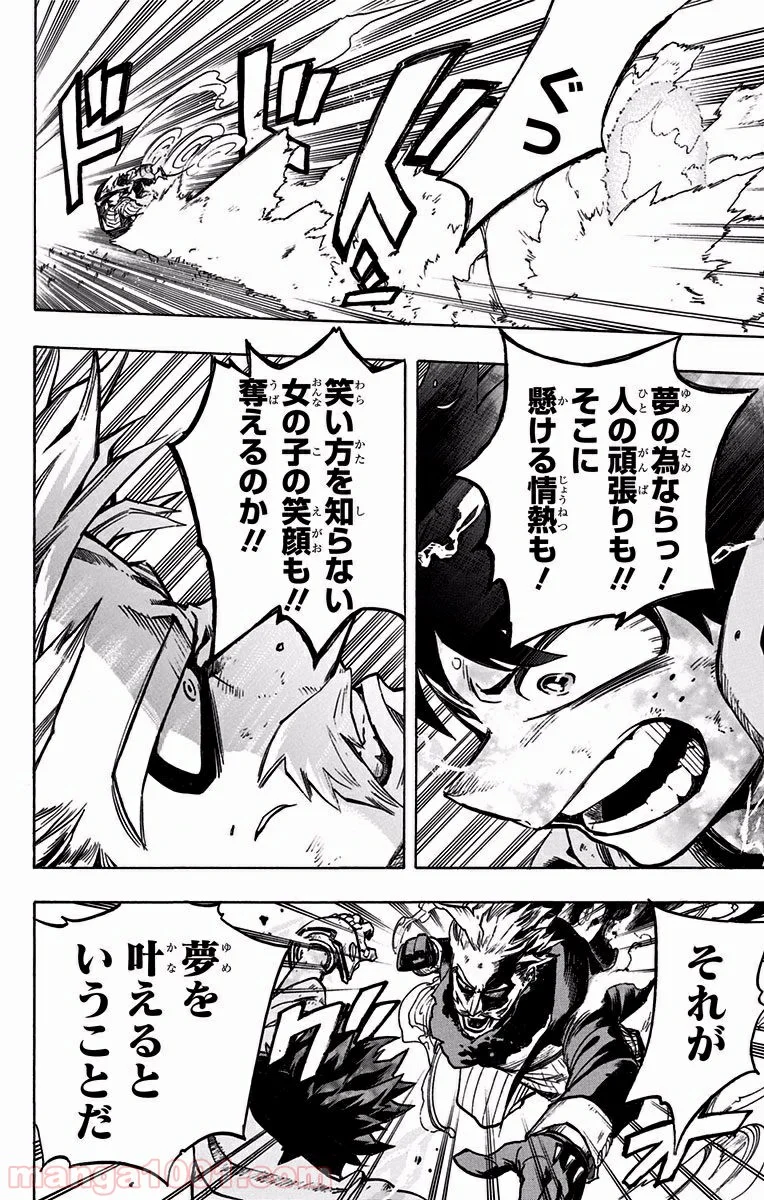 ぐっ
ドドドドッ
夢の為ならっ!
人の頑張りも!!
そこに
懸ける情熱も!
笑い方を知らない
女の子の笑顔も!!
奪えるのか!!
それが
夢を
叶えると
いうことだ
manga1001.com